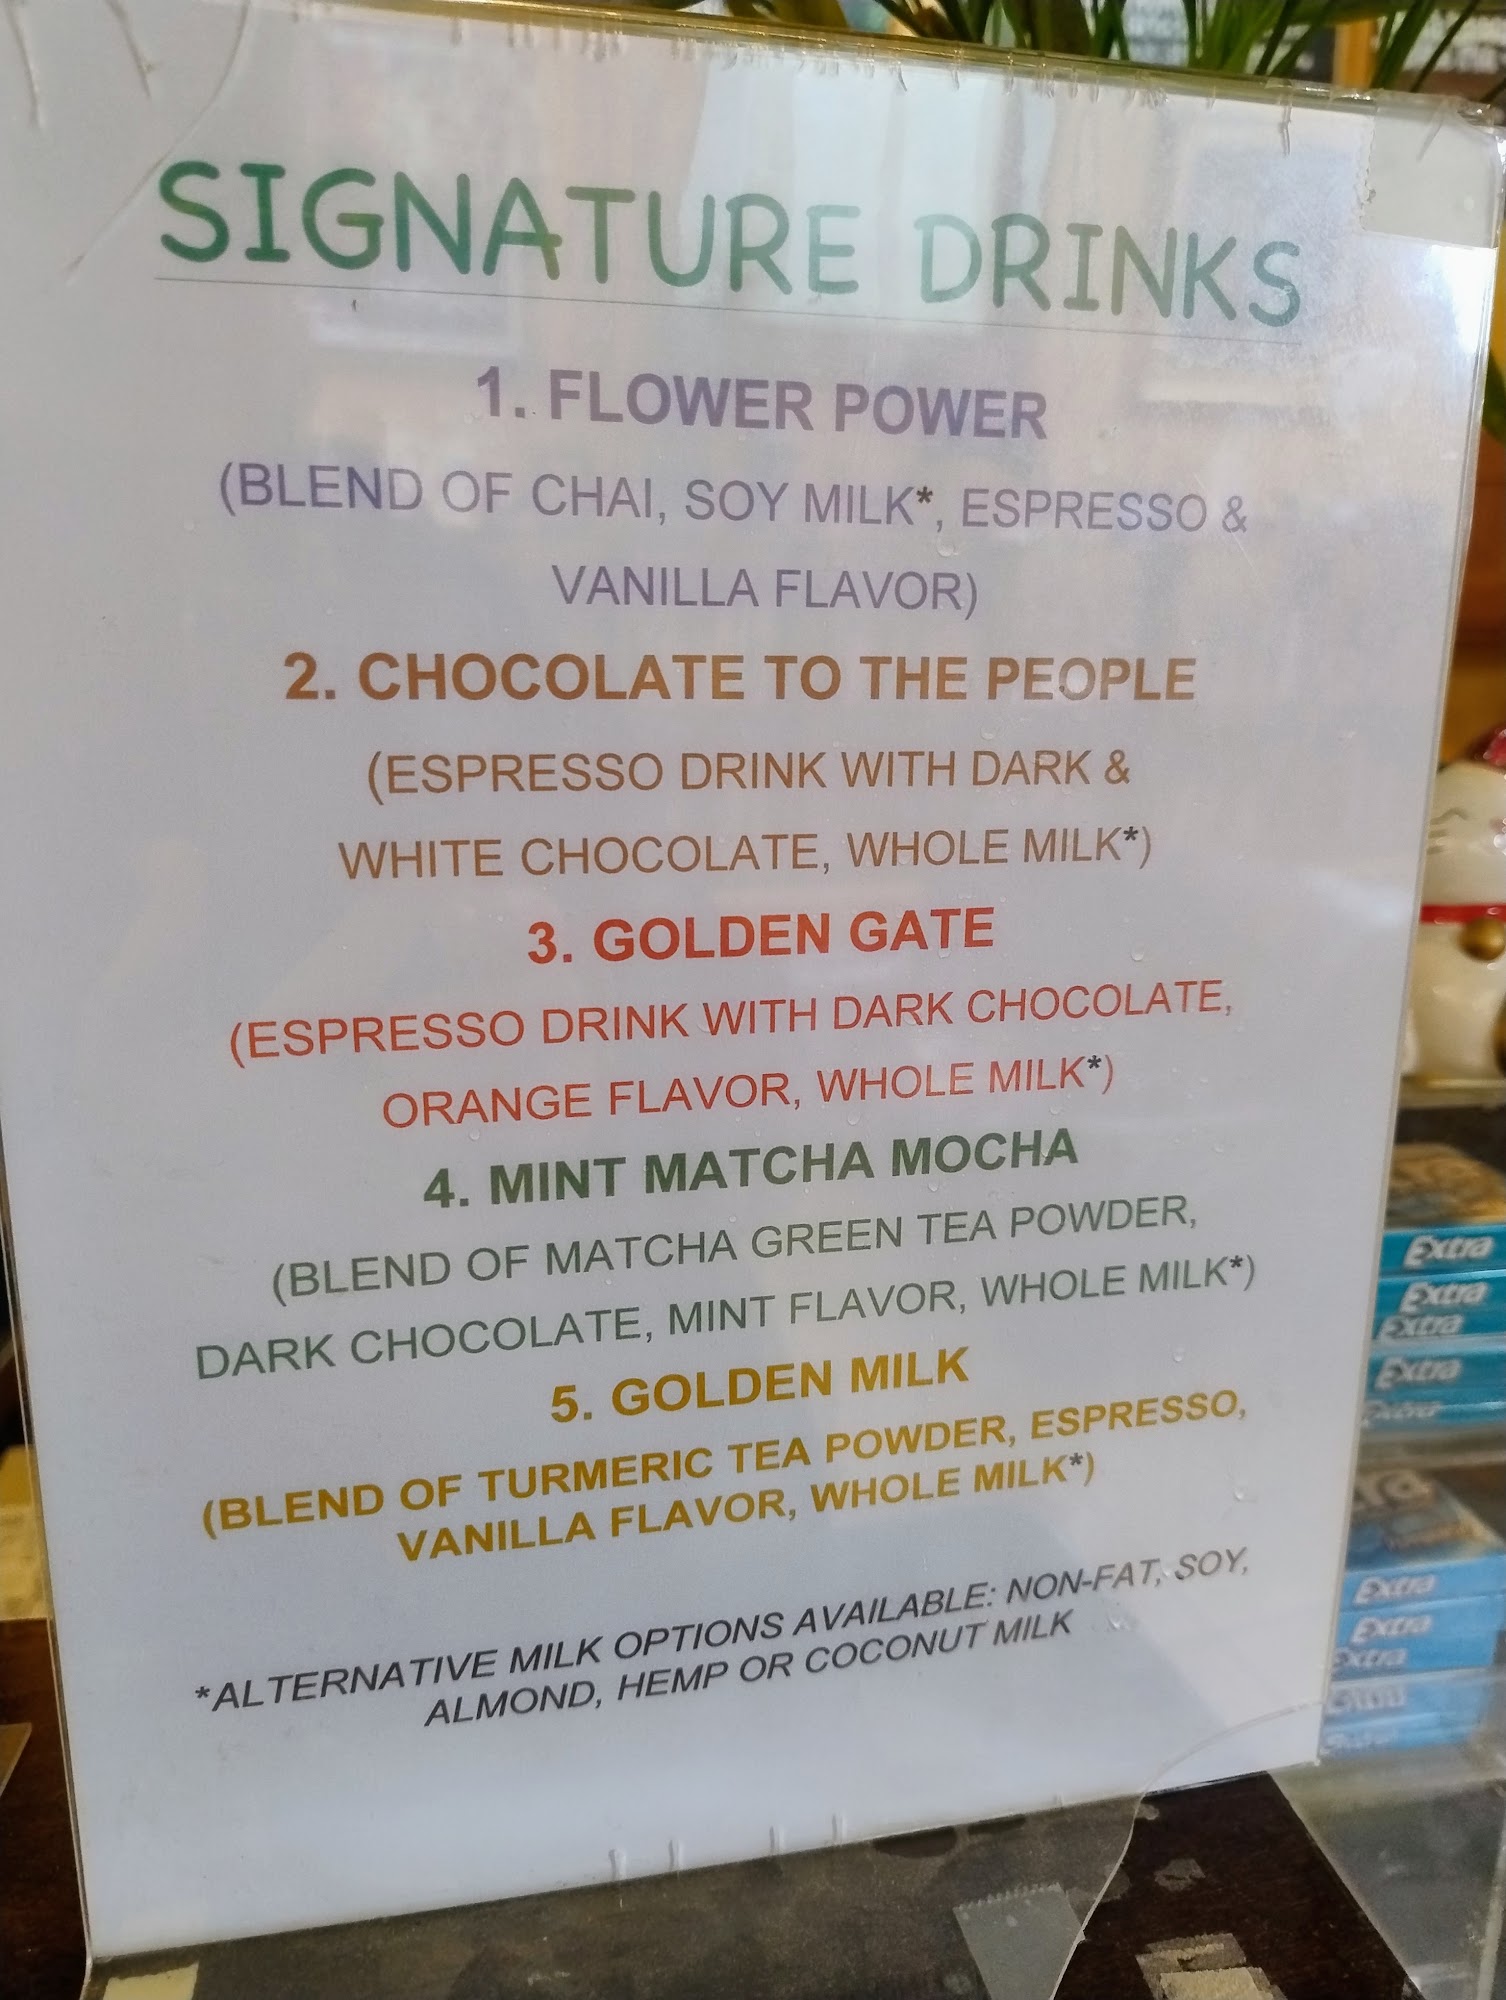 SIGNATURE DRINKS
1. FLOWER POWER
(BLEND OF CHAI, SOY MILK*, ESPRESSO &
VANILLA FLAVOR)
2. CHOCOLATE TO THE PEOPLE
(ESPRESSO DRINK WITH DARK &
WHITE CHOCOLATE, WHOLE MILK*)
3. GOLDEN GATE
(ESPRESSO DRINK WITH DARK CHOCOLATE,
ORANGE FLAVOR, WHOLE MILK*)
4. MINT MATCHA MOCHA
(BLEND OF MATCHA GREEN TEA POWDER,
DARK CHOCOLATE, MINT FLAVOR, WHOLE MILK*)
5. GOLDEN MILK
(BLEND OF TURMERIC TEA POWDER, ESPRESSO,
VANILLA FLAVOR, WHOLE MILK*)
*ALTERNATIVE MILK OPTIONS AVAILABLE: NON-FAT, SOY,
ALMOND, HEMP OR COCONUT MILK
Extra
Extra
Extra
Extra
Extra
Extra
Extra
Extra
Extra